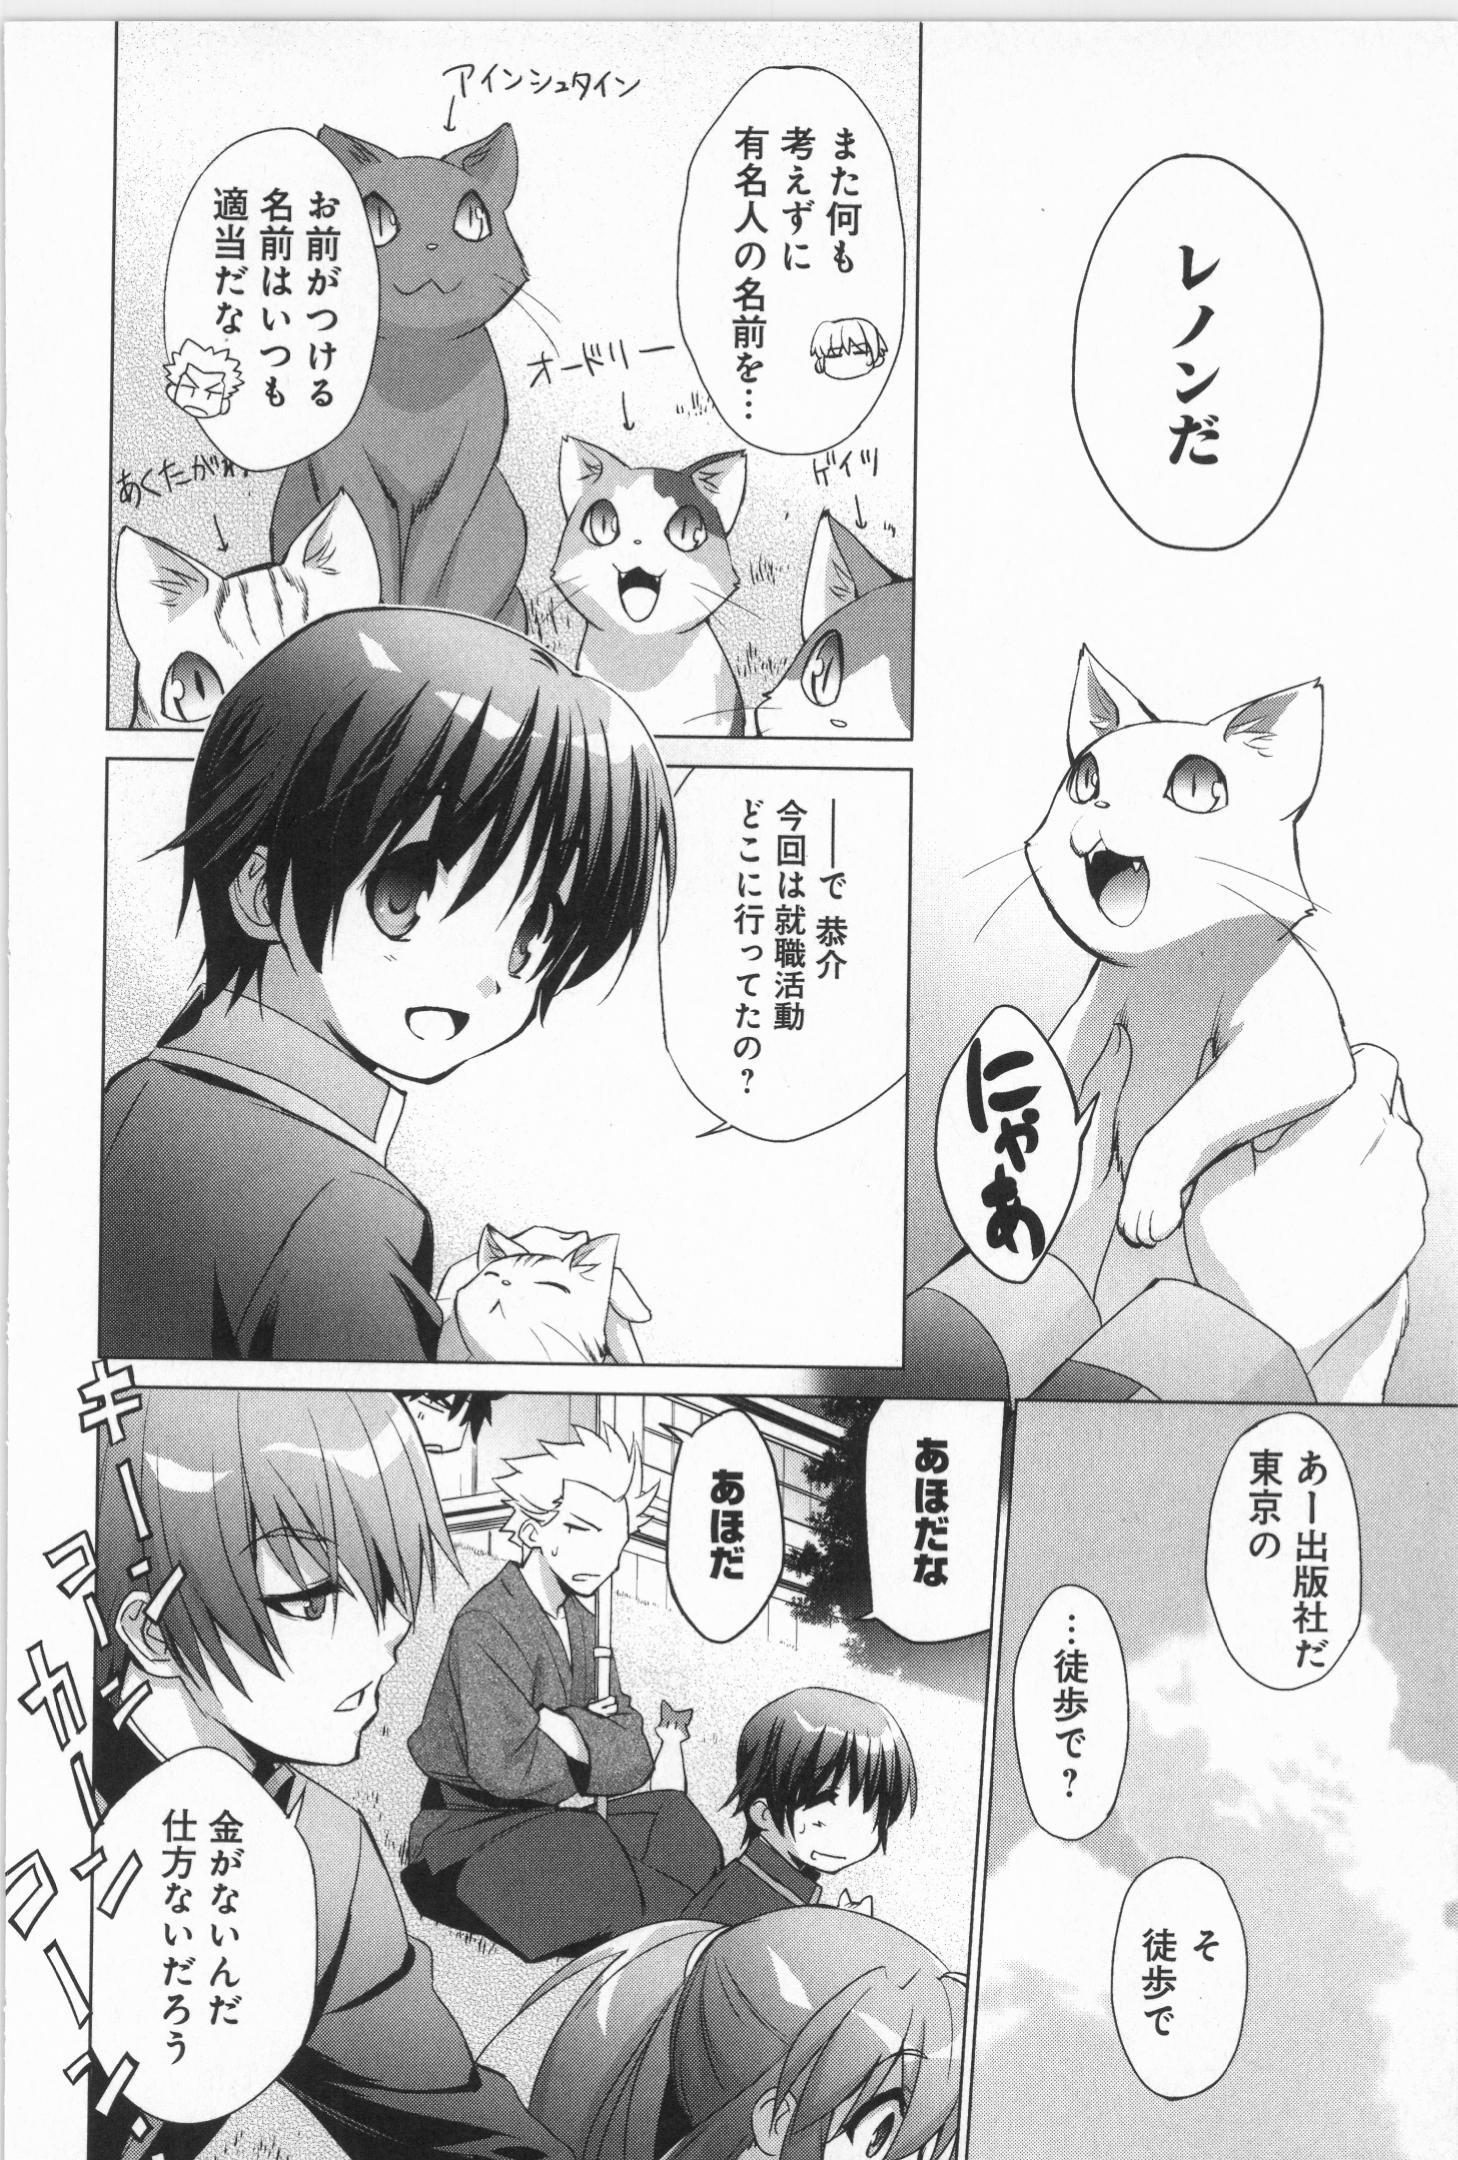 レノンだ
にゃあ
また何も
考えずに
有名人の名前を…
アインシュタイン
オードリー
ゲイツ
お前がつける
名前はいつも
適当だな
あくたがわ
──で 恭介
今回は就職活動
どこに行ってたの?
あー出版社だ
東京の
…徒歩で?
そ
徒歩で
あほだな
あほだ
金がないんだ
仕方ないだろう
キーンコーン
カーンコーン